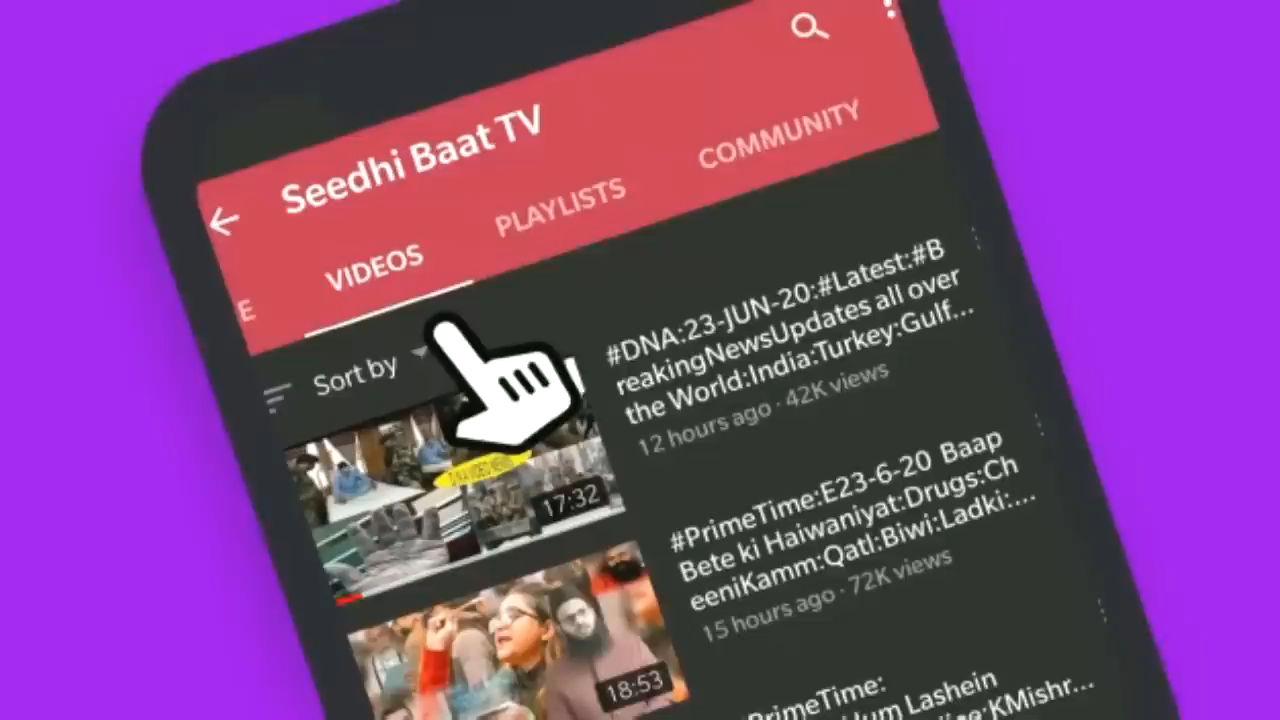 Seedhi Baat TV
E
VIDEOS
PLAYLISTS
COMMUNITY
Sort by
#DNA:23-JUN-20:#Latest:#B
reakingNewsUpdates all over
the World:India:Turkey:Gulf...
12 hours ago · 42K views
17:32
#PrimeTime:E23-6-20 Baap
Bete ki Haiwaniyat:Drugs:Ch
eeniKamm:Qatl:Biwi:Ladki:...
15 hours ago · 72K views
18:53
PrimeTime:
Lashein
KMishr...